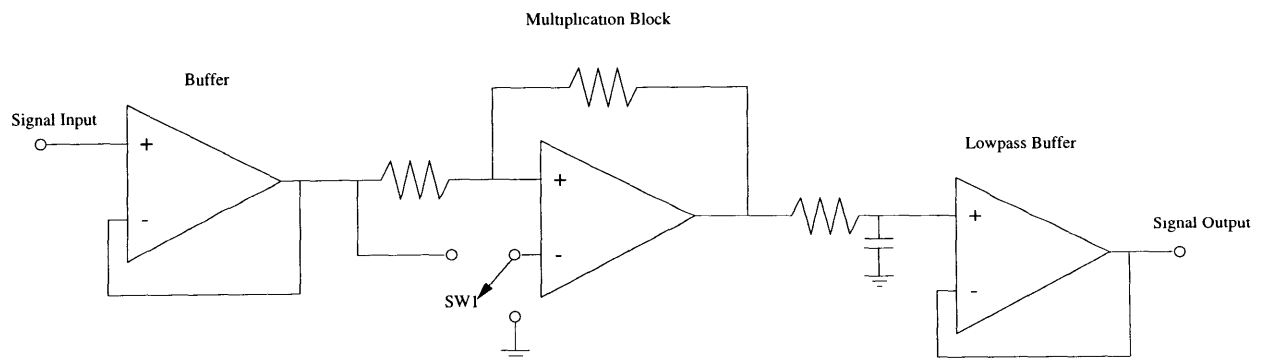 Multiplication Block
Buffer
Signal Input
+
-
+
-
SW1
Lowpass Buffer
+
-
Signal Output